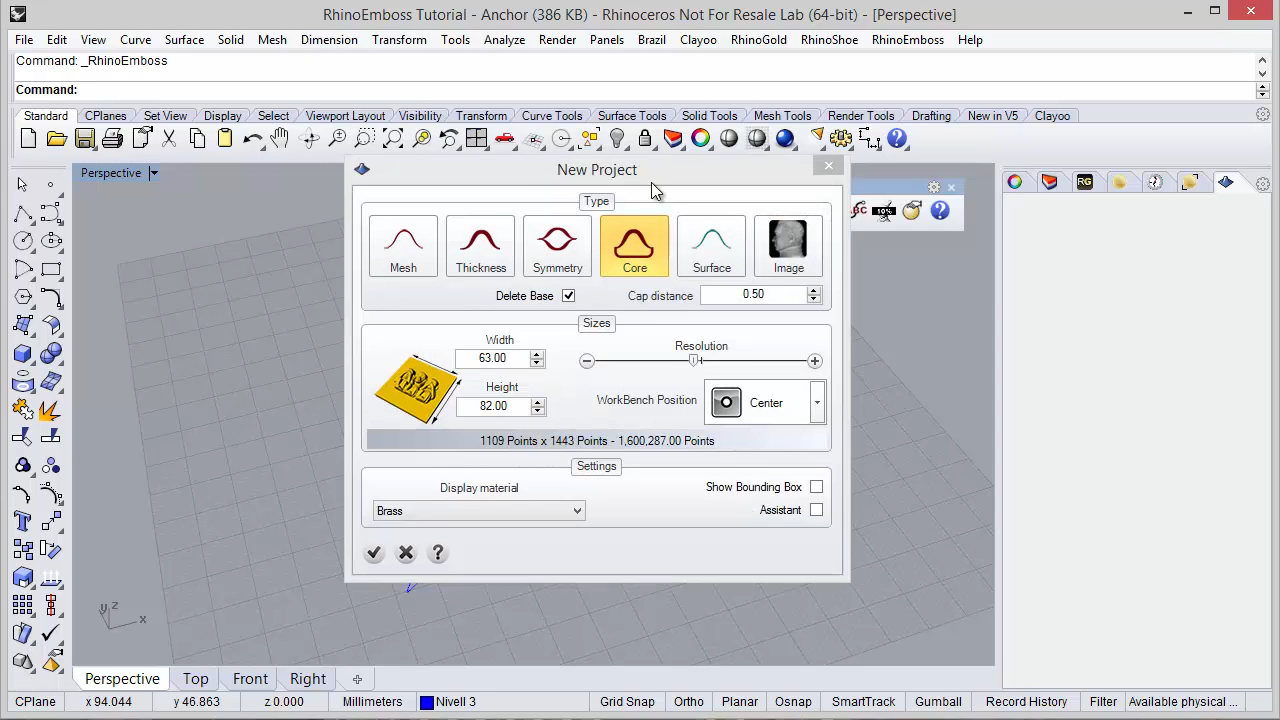 RhinoEmboss Tutorial - Anchor (386 KB) - Rhinoceros Not For Resale Lab (64-bit) - [Perspective]
File Edit View Curve Surface Solid Mesh Dimension Transform Tools Analyze Render Panels Brazil Clayoo RhinoGold RhinoShoe RhinoEmboss Help
Command: _RhinoEmboss
Command:
Standard CPlanes Set View Display Select Viewport Layout Visibility Transform Curve Tools Surface Tools Solid Tools Mesh Tools Render Tools Drafting New in V5 Clayoo
Perspective
New Project
RG
Type
BC
10%
Mesh Thickness Symmetry Core Surface Image
Delete Base Cap distance 0.50
Sizes
Width
63.00
Resolution
Height
82.00
WorkBench Position Center
1109 Points x 1443 Points - 1,600,287.00 Points
Settings
Display material
Brass
Show Bounding Box
Assistant
y z
x
Perspective Top Front Right
CPlane x 94.044 y 46.863 z 0.000 Millimeters Nivell 3 Grid Snap Ortho Planar Osnap SmartTrack Gumball Record History Filter Available physical ...